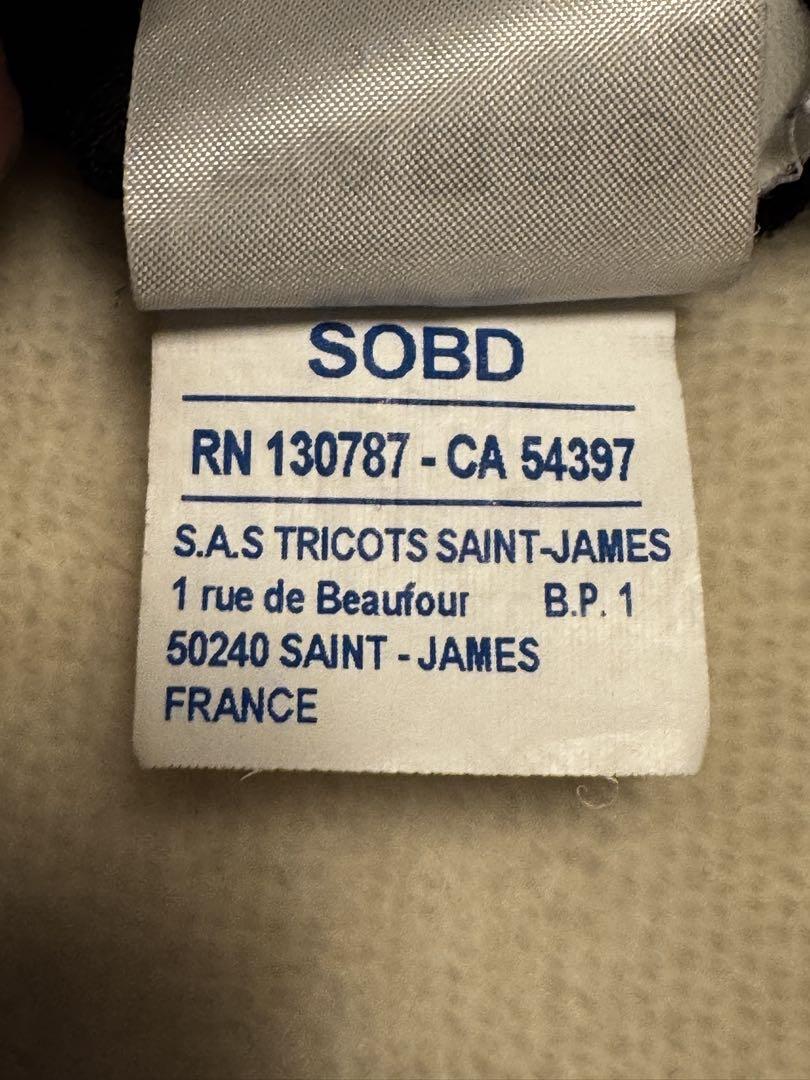 SOBD
RN 130787 - CA 54397
S.A.S TRICOTS SAINT-JAMES
1 rue de Beaufour B.P. 1
50240 SAINT - JAMES
FRANCE